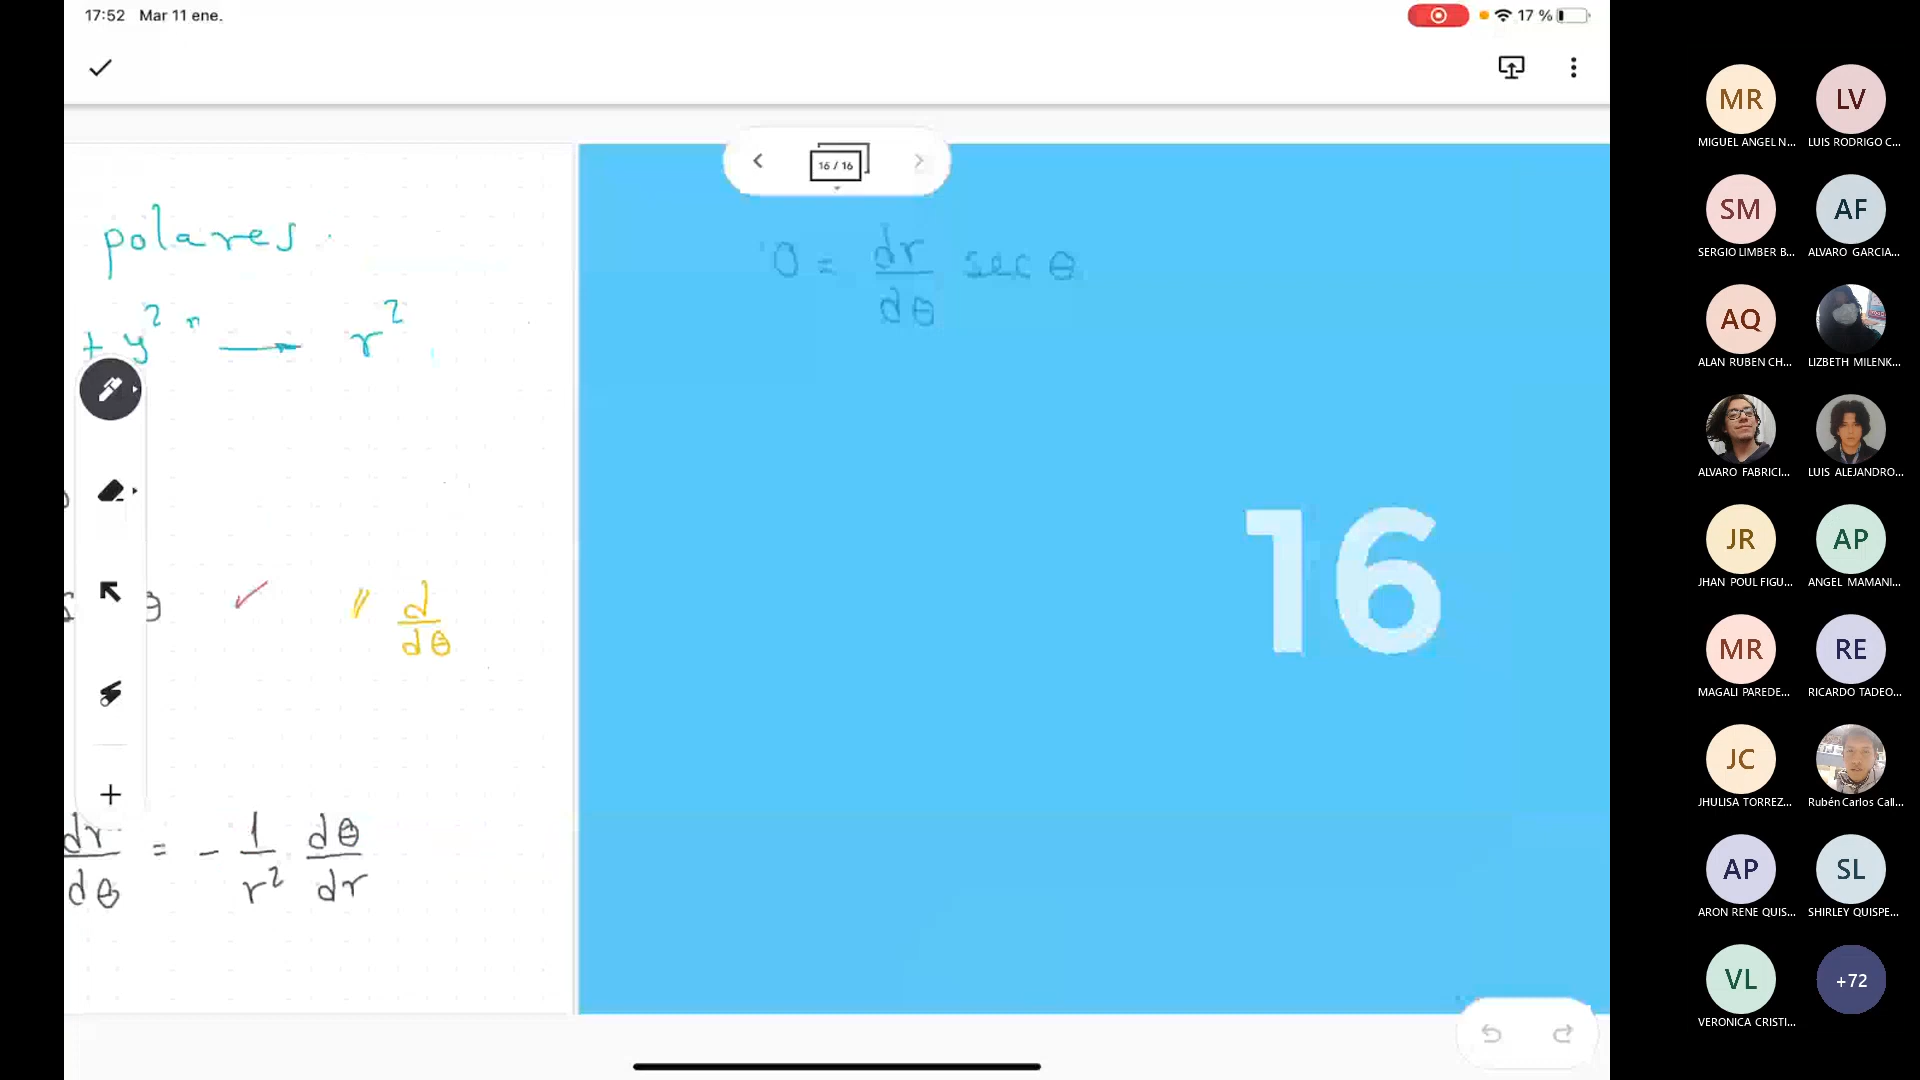 17:52 Mar 11 ene.
17 %
16 / 16
polares.
+ y² " → r²
0 = dr/dθ sec θ
16
θ
// d/dθ
dr/dθ = - 1/r² dθ/dr
MR
LV
MIGUEL ANGEL N...
LUIS RODRIGO C...
SM
AF
SERGIO LIMBER B...
ALVARO GARCIA...
AQ
ALAN RUBEN CH...
LIZBETH MILENK...
ALVARO FABRICI...
LUIS ALEJANDRO...
JR
AP
JHAN POUL FIGU...
ANGEL MAMANI...
MR
RE
MAGALI PAREDE...
RICARDO TADEO...
JC
JHULISA TORREZ...
Rubén Carlos Call...
AP
SL
ARON RENE QUIS...
SHIRLEY QUISPE...
VL
+72
VERONICA CRISTI...